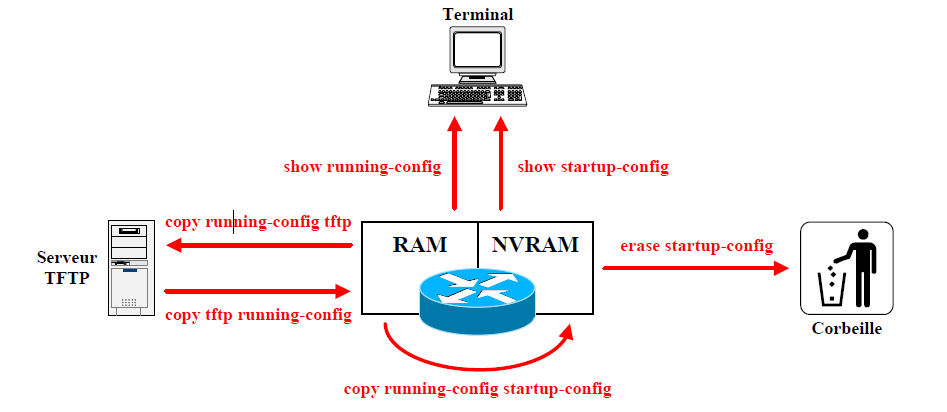 Terminal
show running-config
show startup-config
copy running-config tftp
RAM
NVRAM
erase startup-config
Serveur
TFTP
copy tftp running-config
Corbeille
copy running-config startup-config